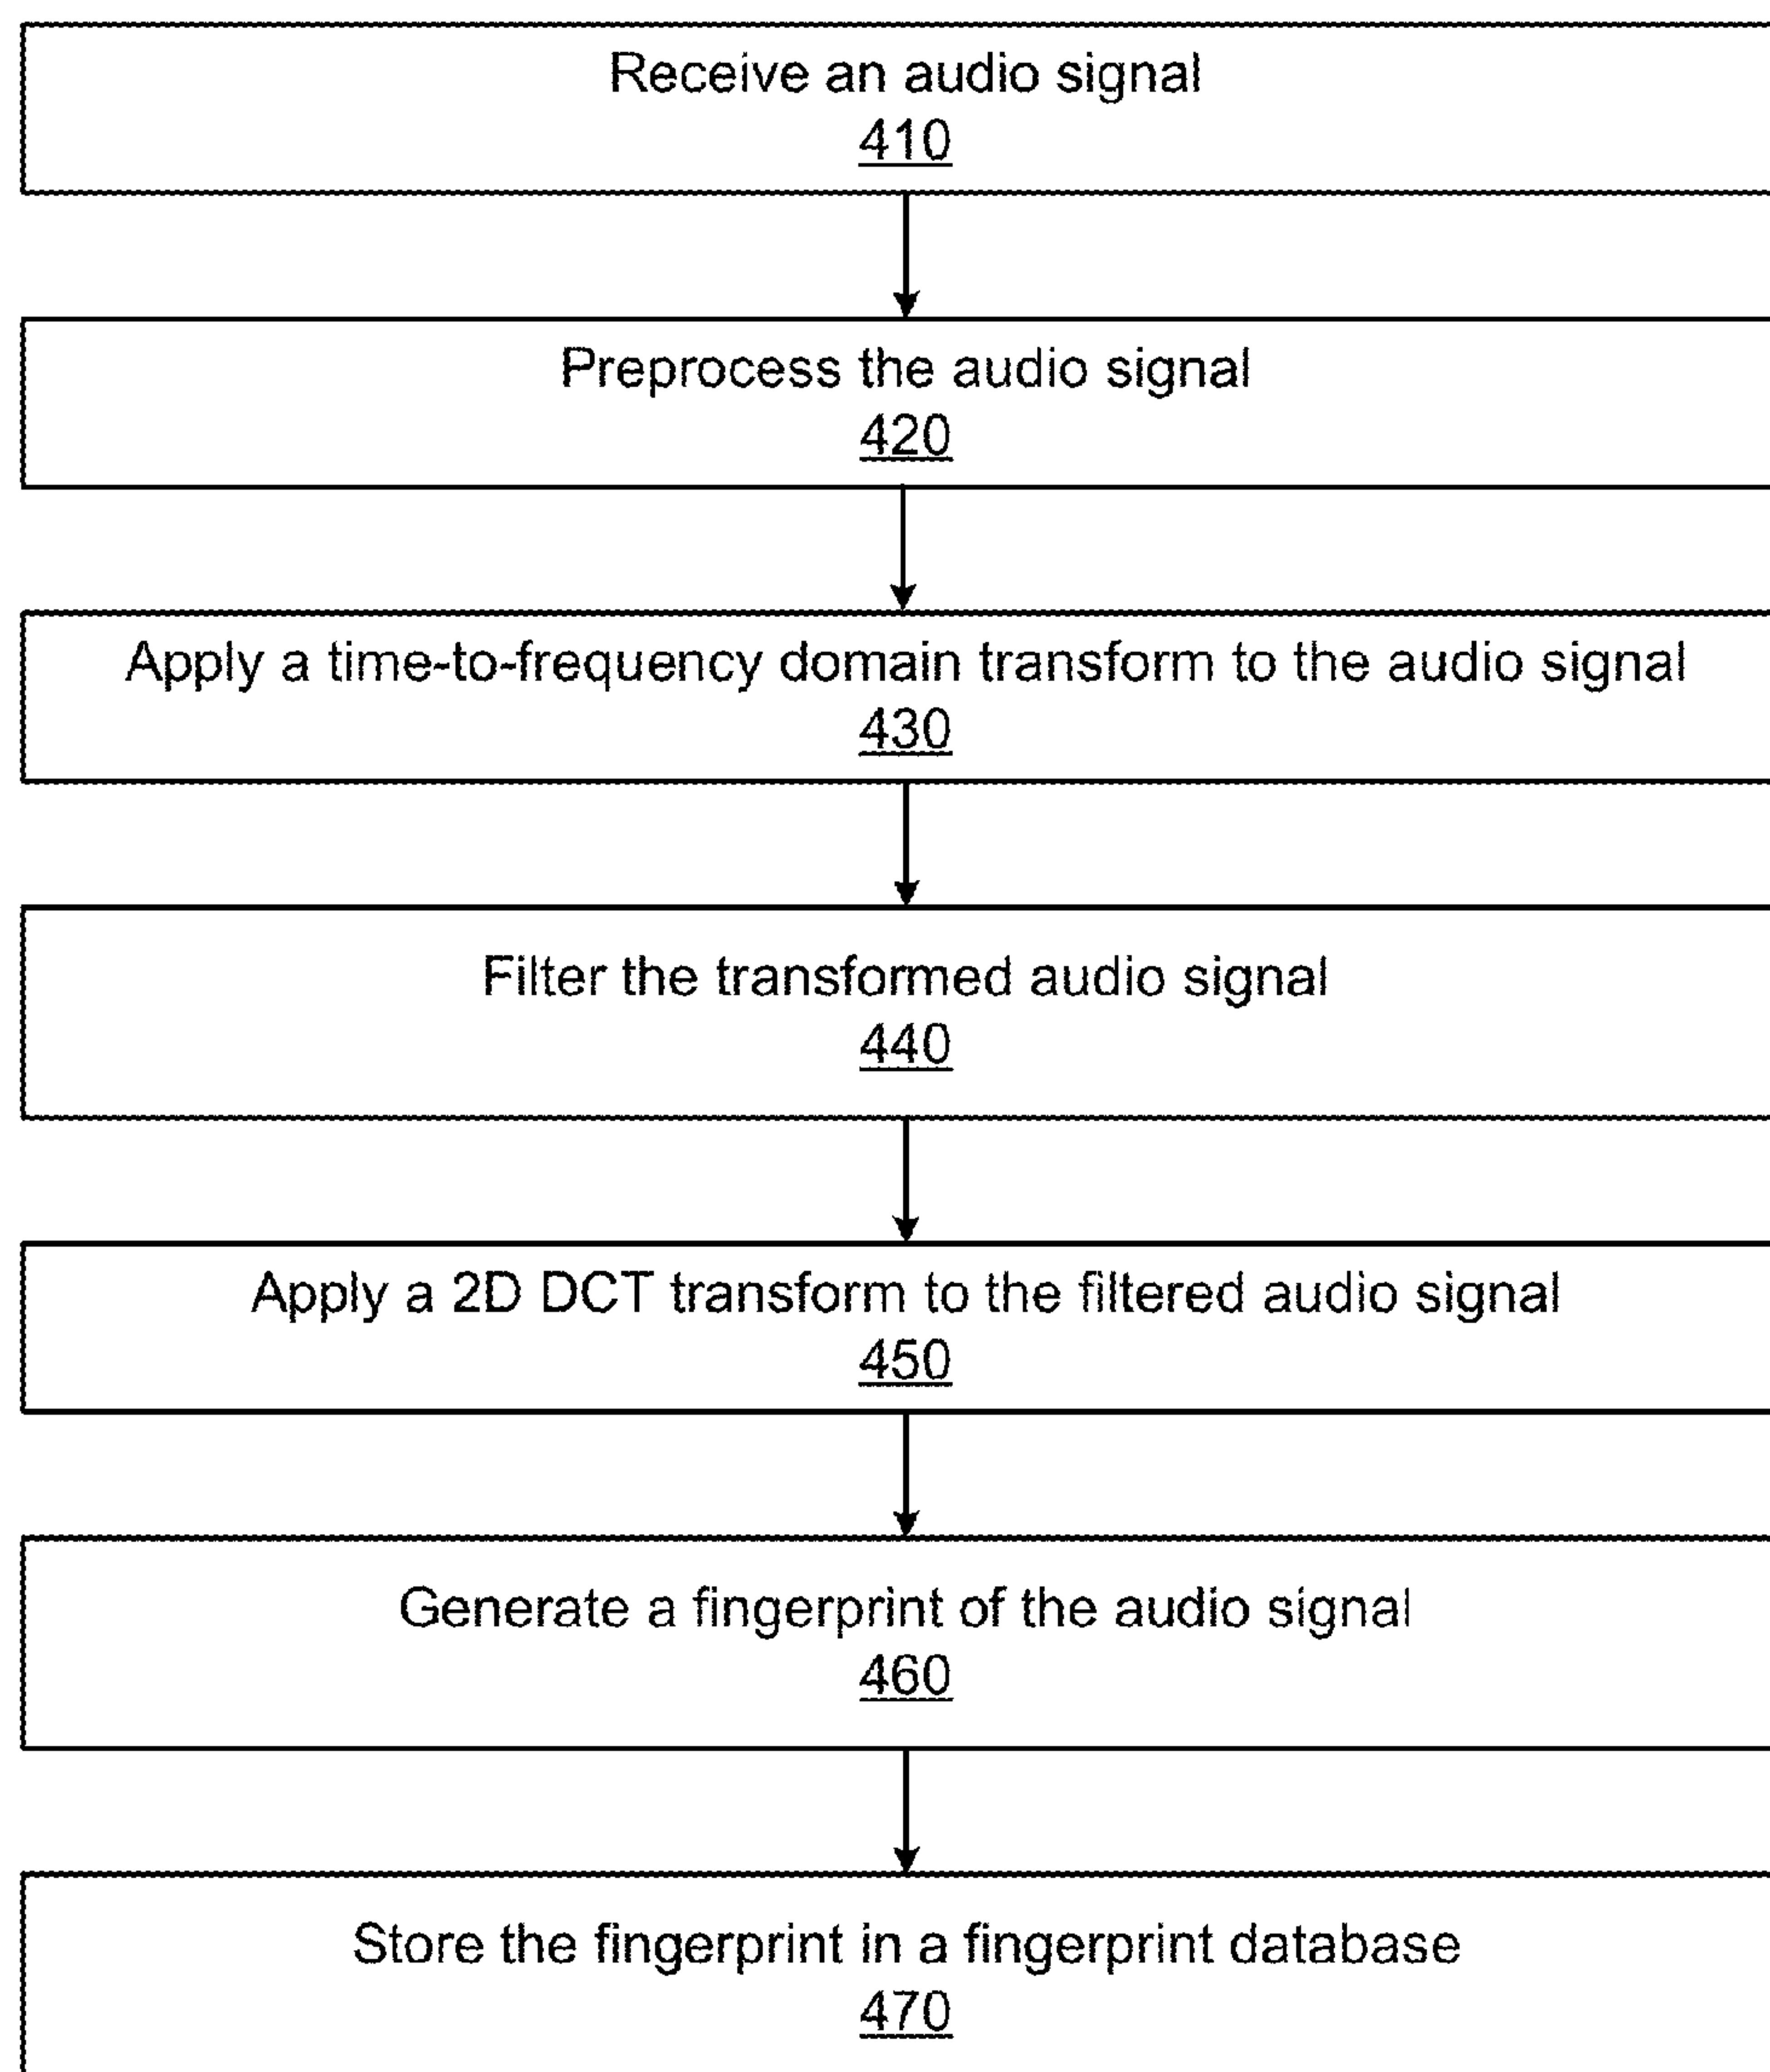 Receive an audio signal
410
Preprocess the audio signal
420
Apply a time-to-frequency domain transform to the audio signal
430
Filter the transformed audio signal
440
Apply a 2D DCT transform to the filtered audio signal
450
Generate a fingerprint of the audio signal
460
Store the fingerprint in a fingerprint database
470